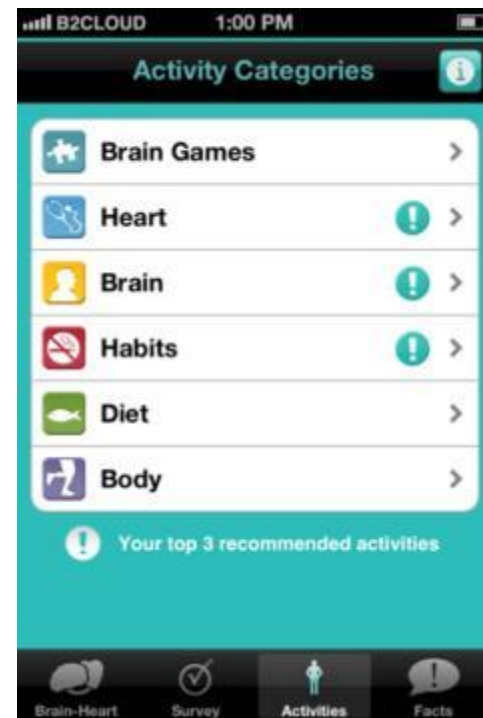 B2CLOUD 1:00 PM
Activity Categories
Brain Games
Heart
Brain
Habits
Diet
Body
Your top 3 recommended activities
Brain-Heart Survey Activities Facts